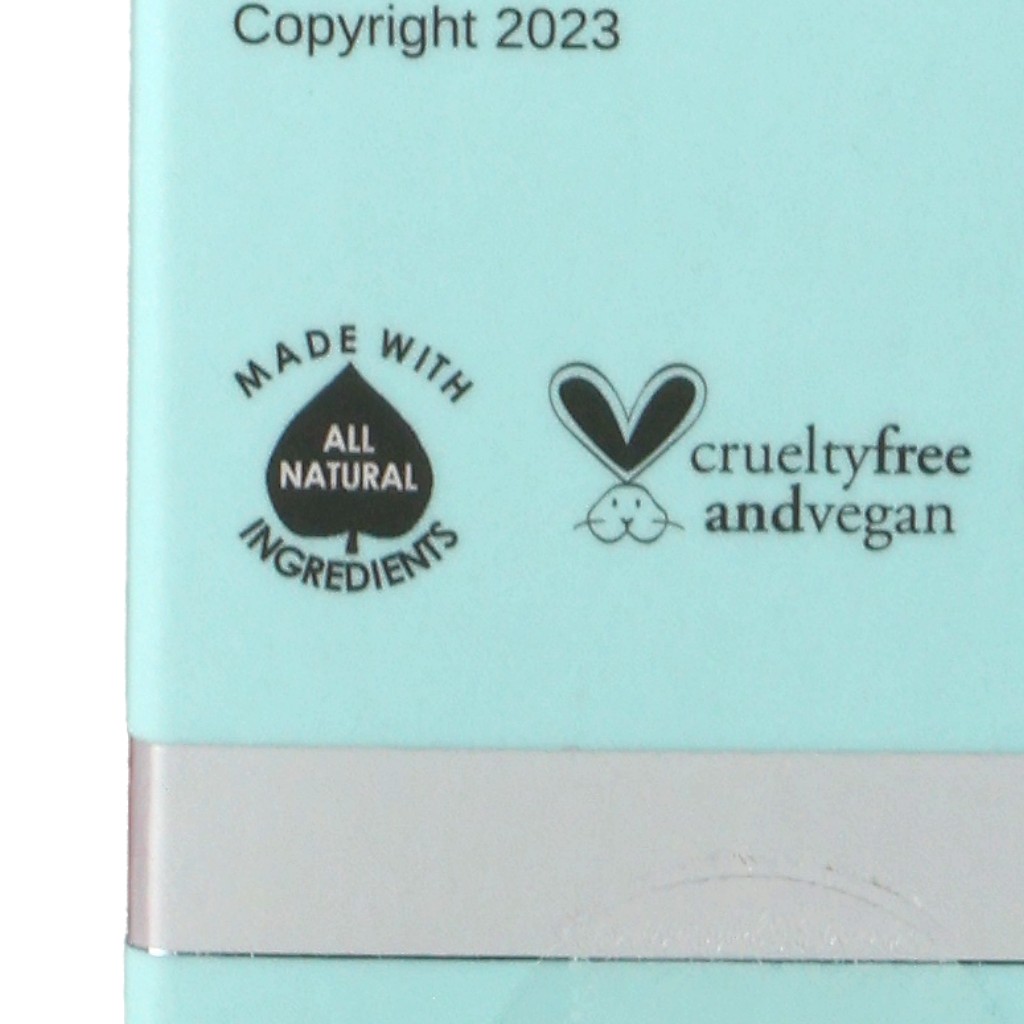 Copyright 2023
MADE WITH
ALL
NATURAL
INGREDIENTS
crueltyfree
andvegan